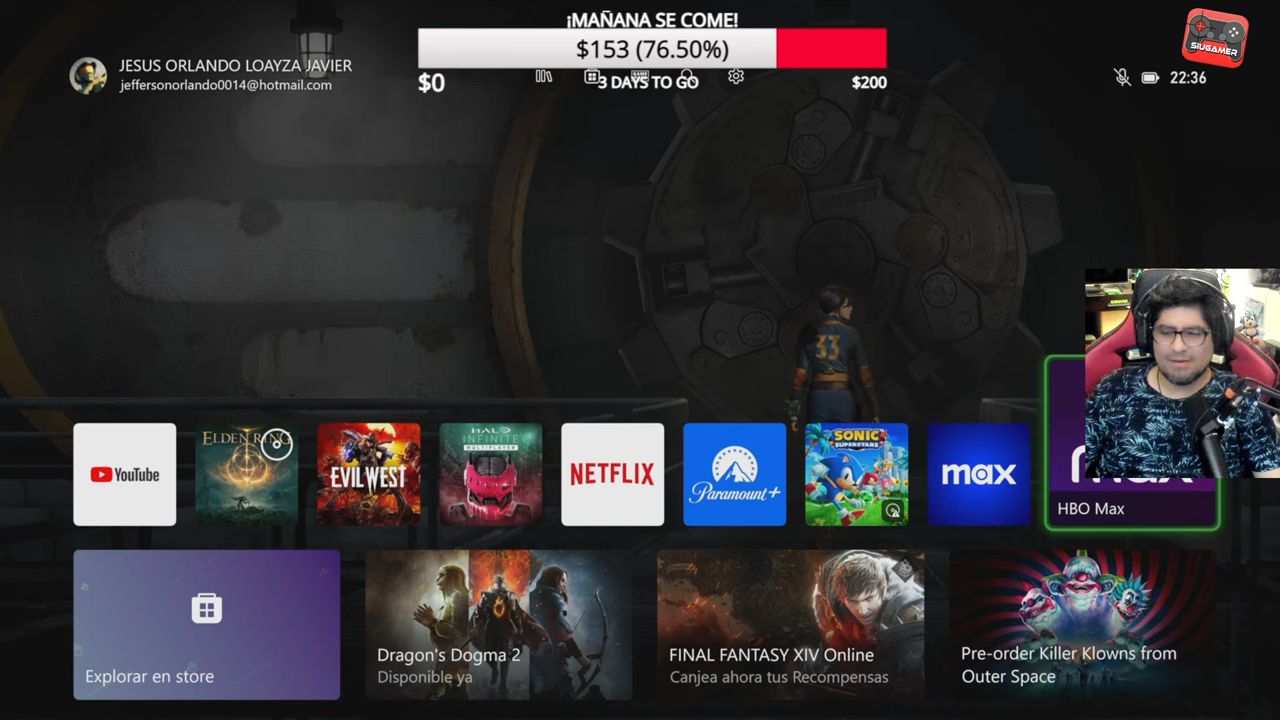 ¡MAÑANA SE COME!
$153 (76.50%)
$0
3 DAYS TO GO
$200
JESUS ORLANDO LOAYZA JAVIER
jeffersonorlando0014@hotmail.com
SIUGAMER
22:36
33
YouTube
ELDEN RING
EVIL WEST
HALO
INFINITE
MULTIPLAYER
NETFLIX
Paramount+
SONIC
SUPERSTARS
max
HBO Max
Explorar en store
Dragon's Dogma 2
Disponible ya
FINAL FANTASY XIV Online
Canjea ahora tus Recompensas
Pre-order Killer Klowns from
Outer Space